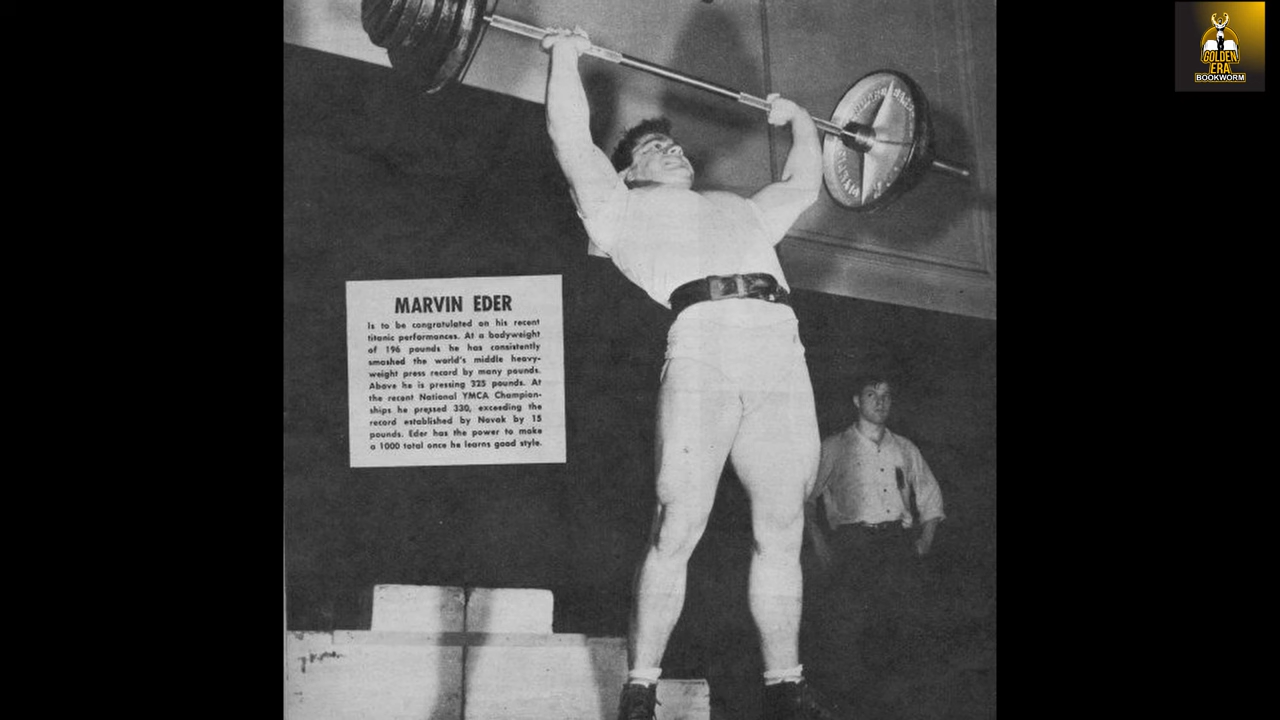 GOLDEN
ERA
BOOKWORM
MARVIN EDER
Is to be congratulated on his recent
titanic performances. At a bodyweight
of 196 pounds he has consistently
smashed the world's middle heavy-
weight press record by many pounds.
Above he is pressing 325 pounds. At
the recent National YMCA Champion-
ships he pressed 330, exceeding the
record established by Novak by 15
pounds. Eder has the power to make
a 1000 total once he learns good style.